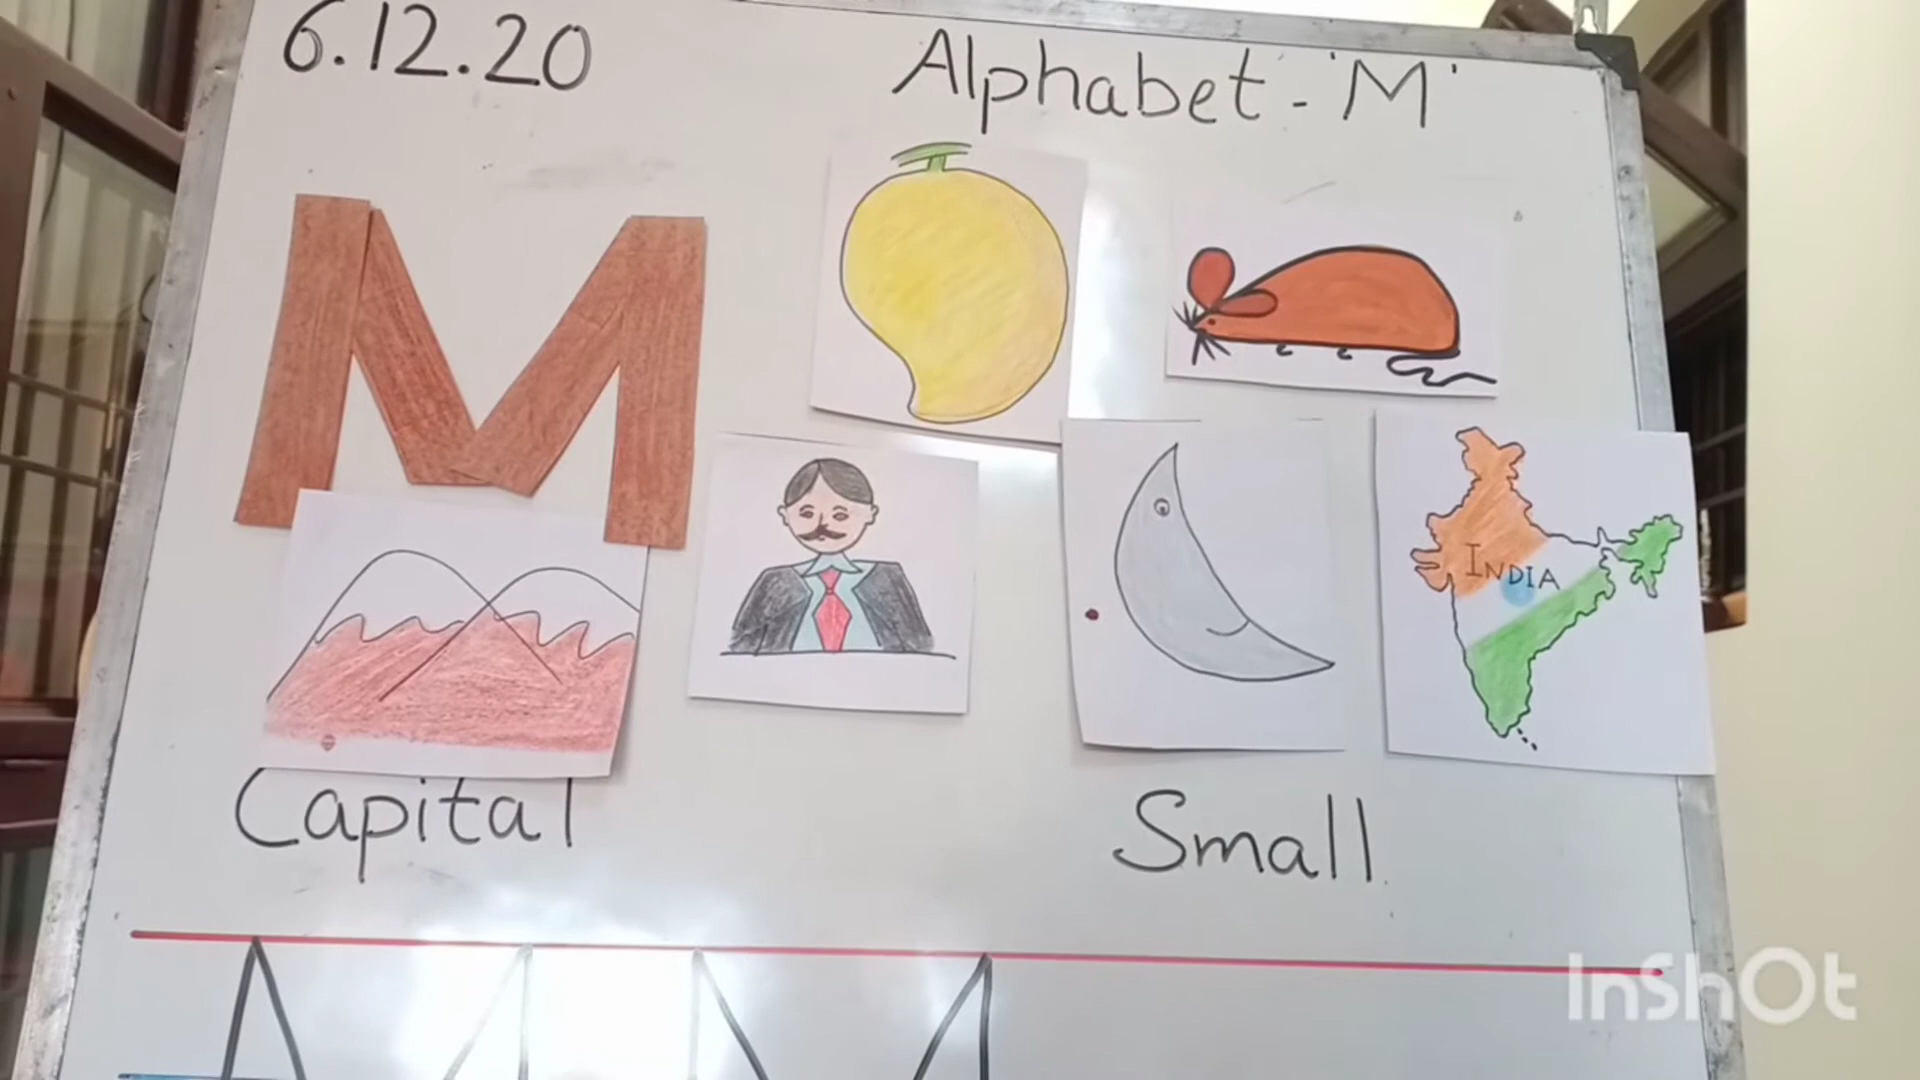 6.12.20
Alphabet - 'M'
M
INDIA
Capital
Small
M M
InShOt